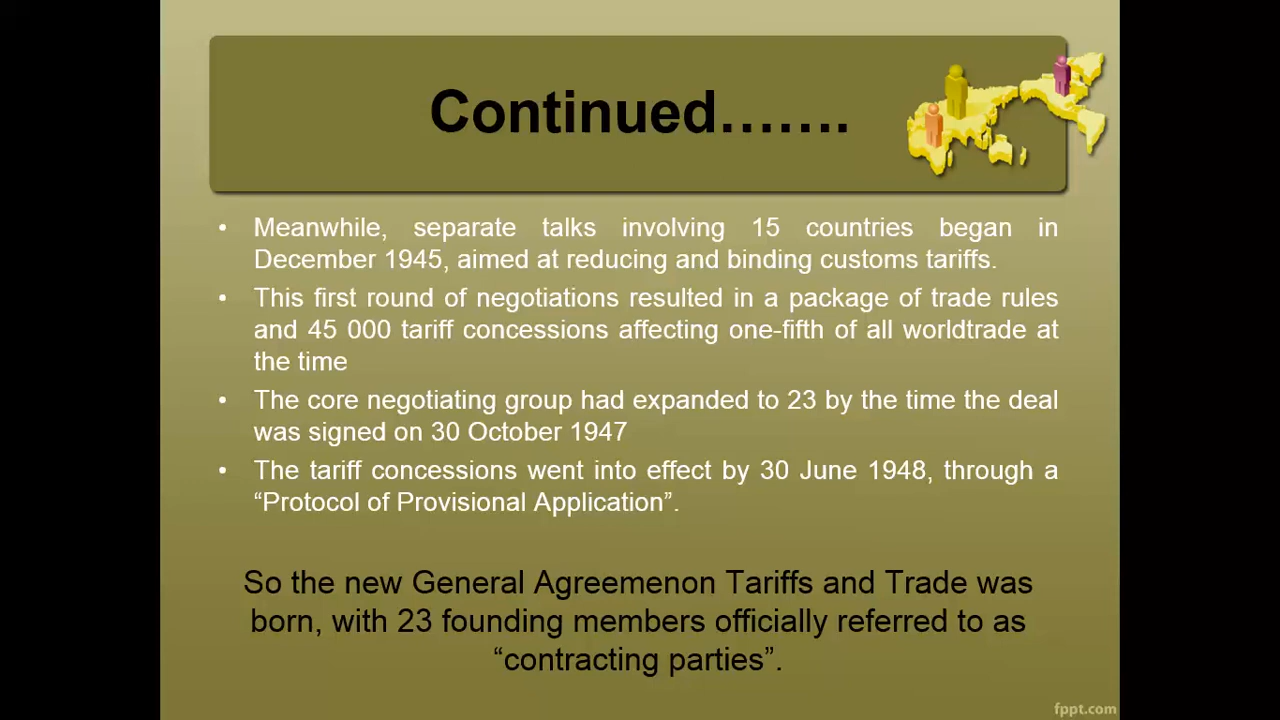 Continued…….
• Meanwhile, separate talks involving 15 countries began in
December 1945, aimed at reducing and binding customs tariffs.
• This first round of negotiations resulted in a package of trade rules
and 45 000 tariff concessions affecting one-fifth of all worldtrade at
the time
• The core negotiating group had expanded to 23 by the time the deal
was signed on 30 October 1947
• The tariff concessions went into effect by 30 June 1948, through a
“Protocol of Provisional Application”.
So the new General Agreemenon Tariffs and Trade was
born, with 23 founding members officially referred to as
“contracting parties”.
fppt.com